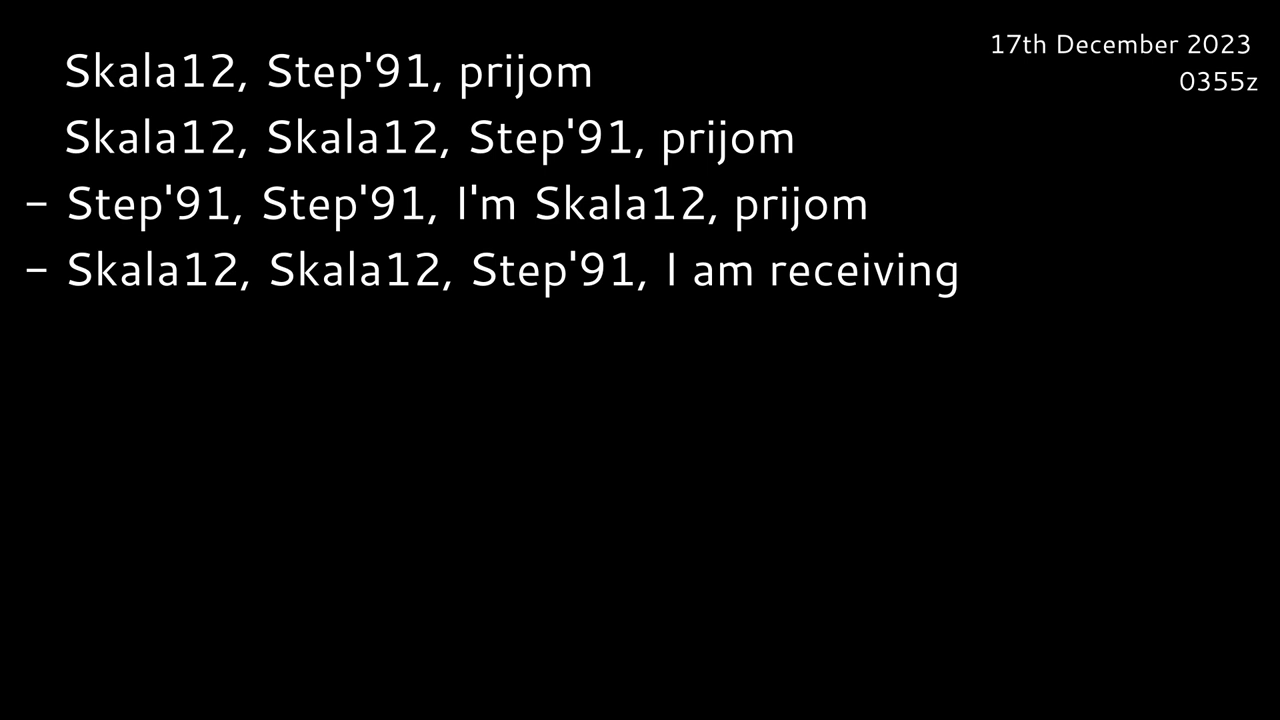 17th December 2023
0355z
Skala12, Step'91, prijom
Skala12, Skala12, Step'91, prijom
- Step'91, Step'91, I'm Skala12, prijom
- Skala12, Skala12, Step'91, I am receiving